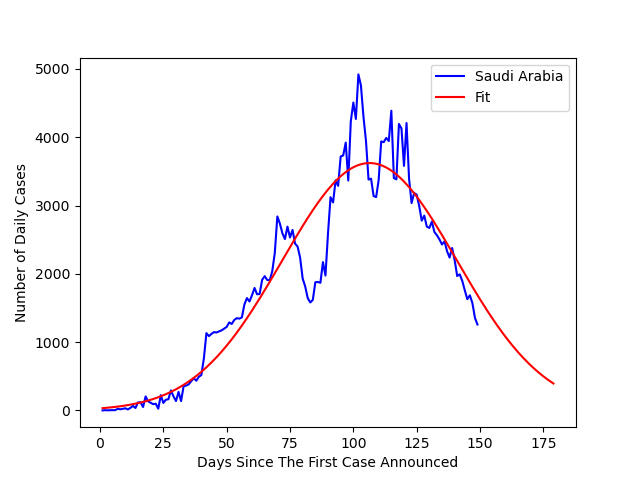 Saudi Arabia
Fit
Number of Daily Cases
5000
4000
3000
2000
1000
0
0 25 50 75 100 125 150 175
Days Since The First Case Announced